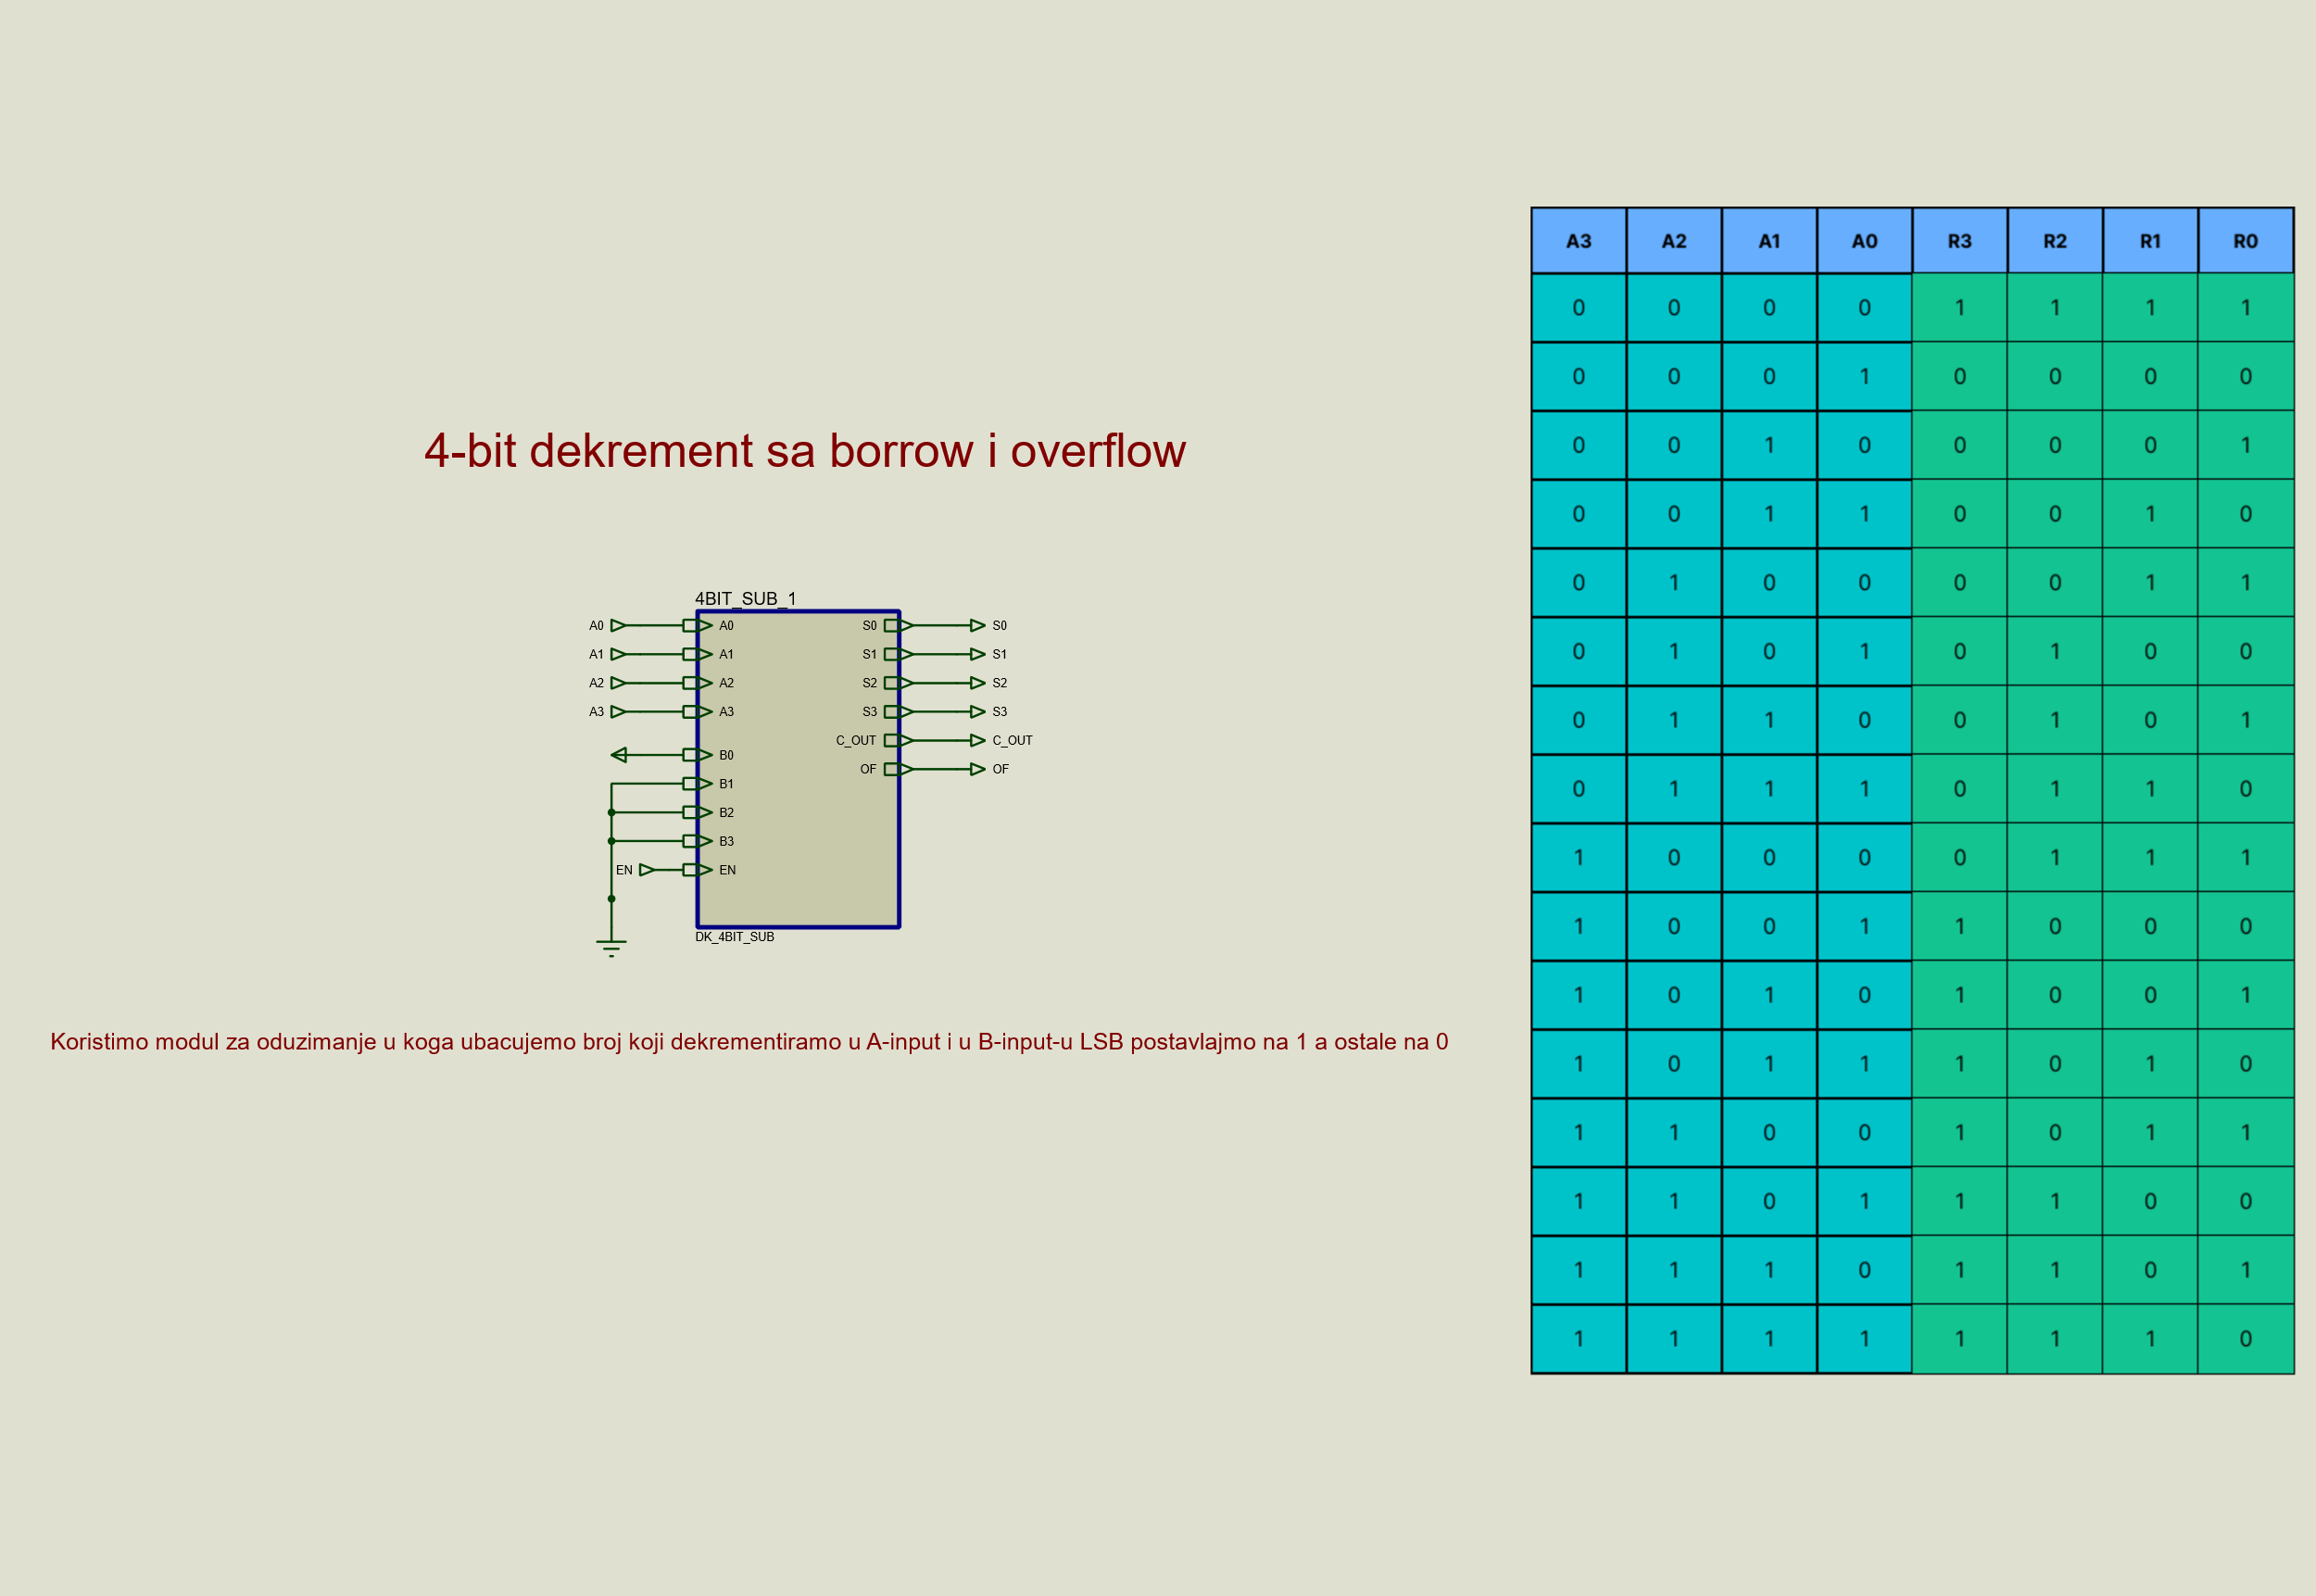 4-bit dekrement sa borrow i overflow
4BIT_SUB_1
A0 A0 S0 S0
A1 A1 S1 S1
A2 A2 S2 S2
A3 A3 S3 S3
C_OUT C_OUT
B0
OF OF
B1
B2
B3
EN EN
DK_4BIT_SUB
Koristimo modul za oduzimanje u koga ubacujemo broj koji dekrementiramo u A-input i u B-input-u LSB postavlajmo na 1 a ostale na 0
A3 A2 A1 A0 R3 R2 R1 R0
0 0 0 0 1 1 1 1
0 0 0 1 0 0 0 0
0 0 1 0 0 0 0 1
0 0 1 1 0 0 1 0
0 1 0 0 0 0 1 1
0 1 0 1 0 1 0 0
0 1 1 0 0 1 0 1
0 1 1 1 0 1 1 0
1 0 0 0 0 1 1 1
1 0 0 1 1 0 0 0
1 0 1 0 1 0 0 1
1 0 1 1 1 0 1 0
1 1 0 0 1 0 1 1
1 1 0 1 1 1 0 0
1 1 1 0 1 1 0 1
1 1 1 1 1 1 1 0